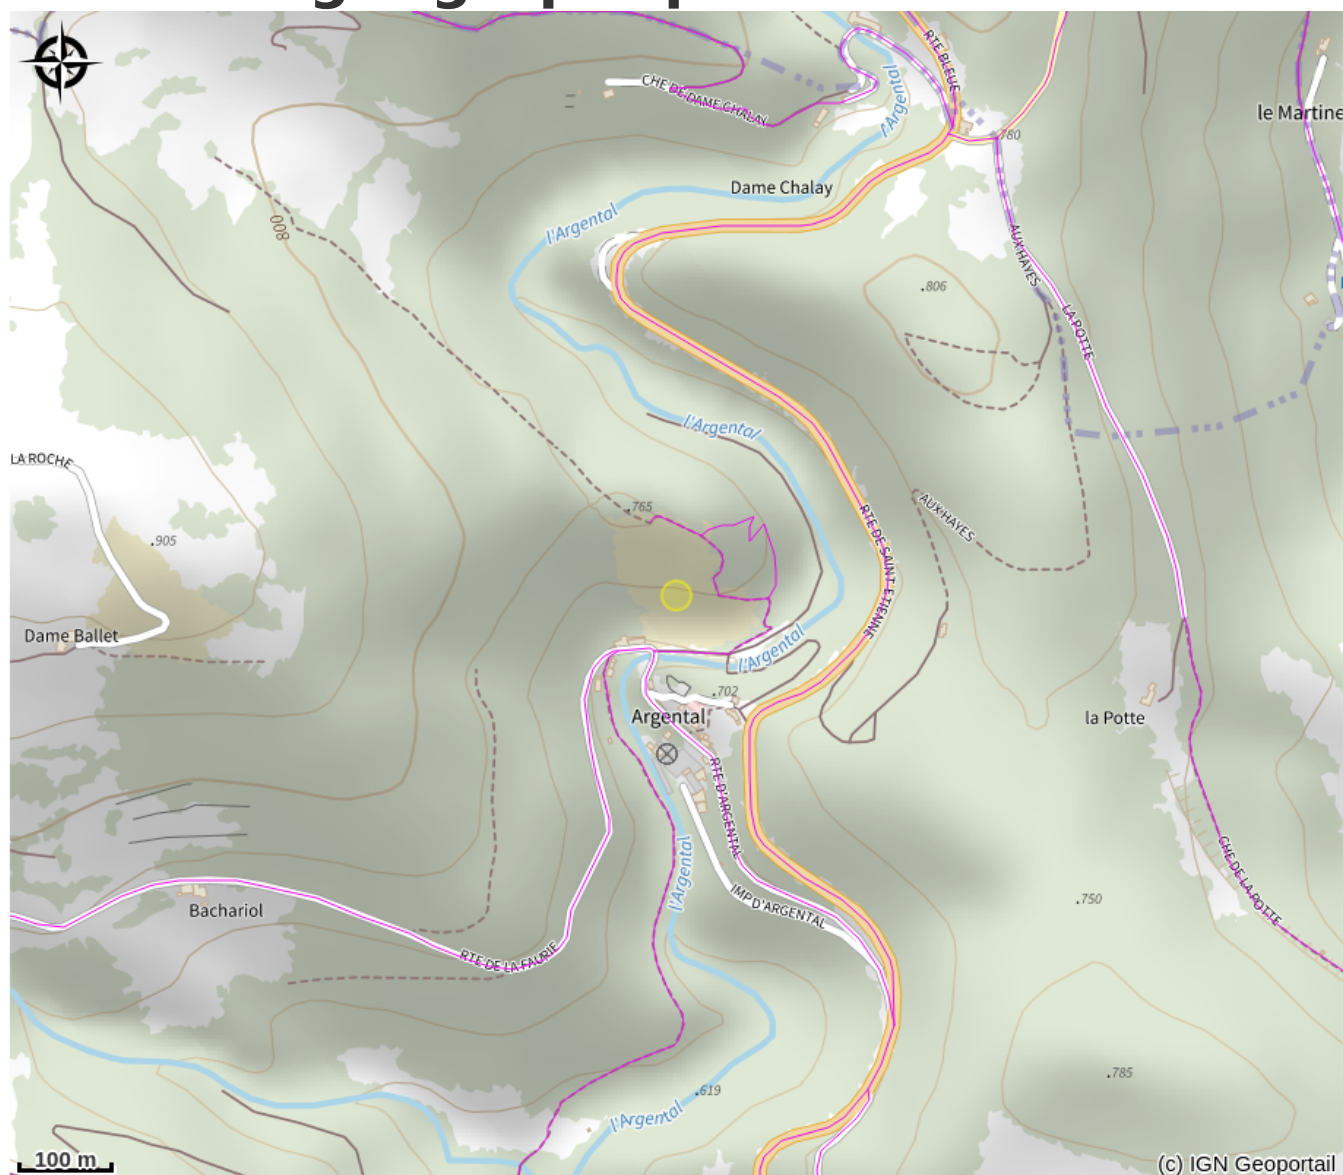 RTE BLEUE
l'Argental
CHE DE DAME CHALAY
le Martine
780
Dame Chalay
l'Argental
800
AUX HAYES
.806
LA POTTE
l'Argental
LA ROCHE
.765
AUX HAYES
.905
RTE DE SAINT-ETIENNE
Dame Ballet
l'Argental
.702
Argental
la Potte
RTE D'ARGENTAL
l'Argental
CHE DE LA POTTE
IMP D'ARGENTAL
.750
Bachariol
RTE DE LA FAURIE
.785
.619
l'Argental
100 m
(c) IGN Geoportail